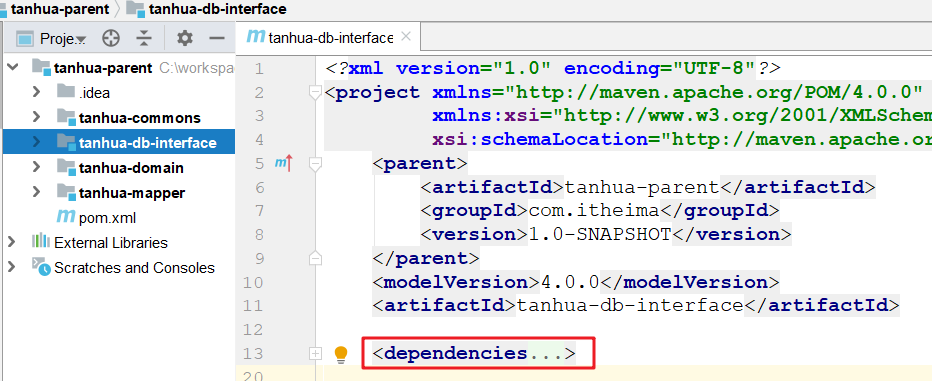 tanhua-parent tanhua-db-interface
Proje...
tanhua-parent C:\workspa
.idea
tanhua-commons
tanhua-db-interface
tanhua-domain
tanhua-mapper
pom.xml
External Libraries
Scratches and Consoles
tanhua-db-interface
1 <?xml version="1.0" encoding="UTF-8"?>
2 <project xmlns="http://maven.apache.org/POM/4.0.0"
3 xmlns:xsi="http://www.w3.org/2001/XMLSchem
4 xsi:schemaLocation="http://maven.apache.or
5 <parent>
6 <artifactId>tanhua-parent</artifactId>
7 <groupId>com.itheima</groupId>
8 <version>1.0-SNAPSHOT</version>
9 </parent>
10 <modelVersion>4.0.0</modelVersion>
11 <artifactId>tanhua-db-interface</artifactId>
12
13 <dependencies...>
20